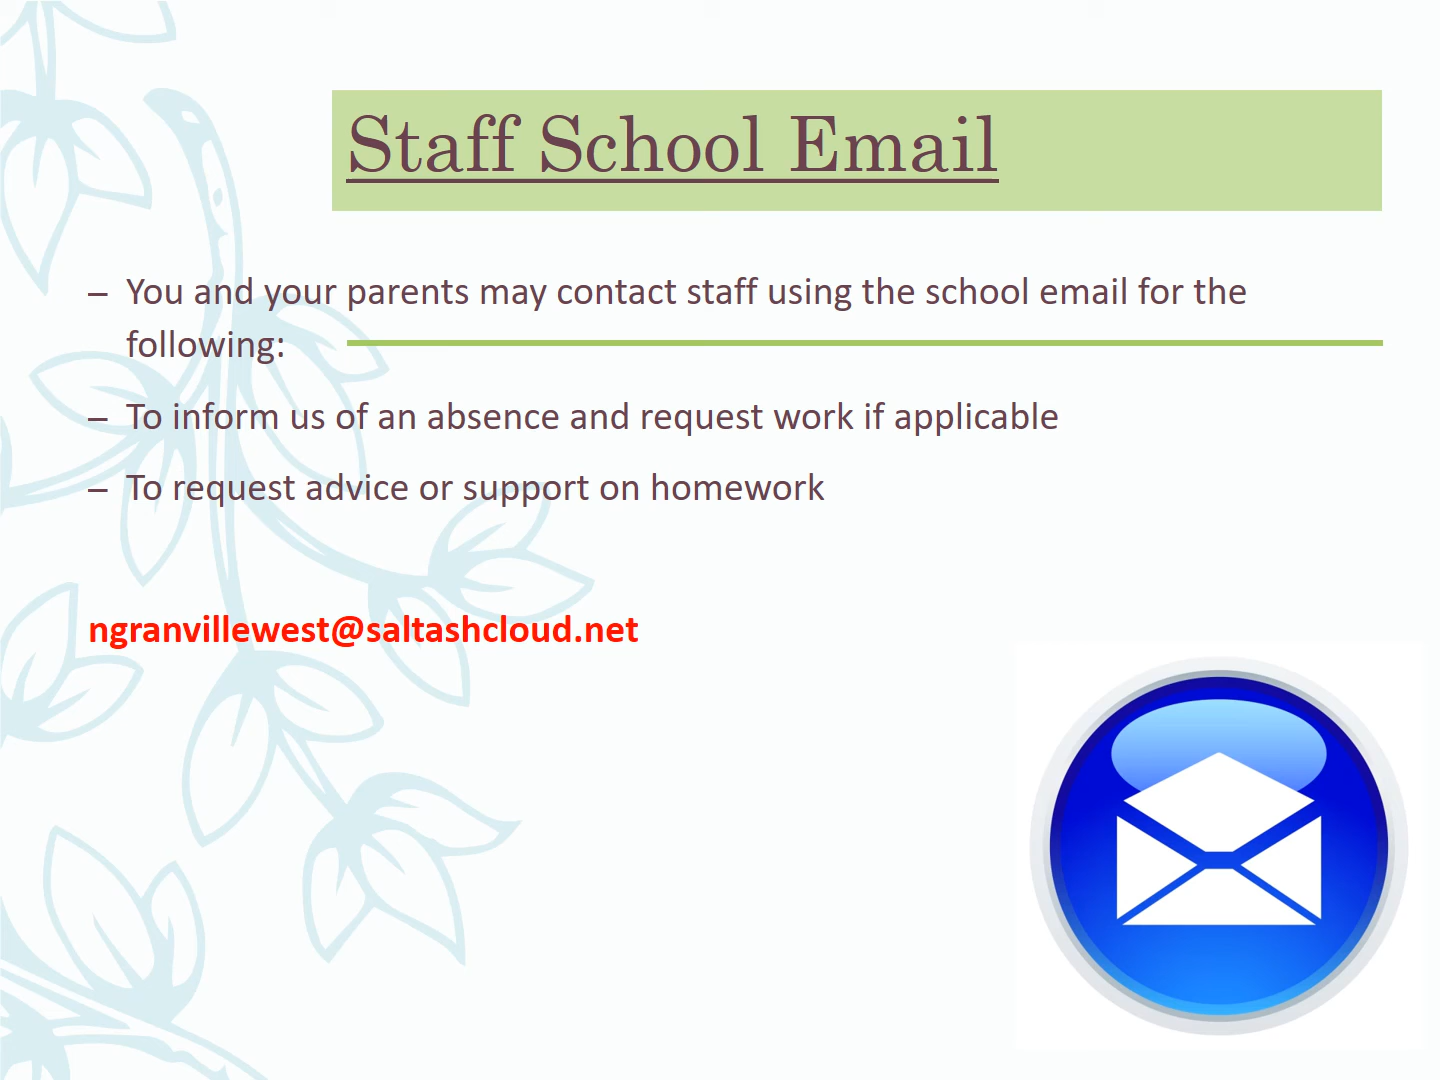 Staff School Email
– You and your parents may contact staff using the school email for the
following:
– To inform us of an absence and request work if applicable
– To request advice or support on homework
ngranvillewest@saltashcloud.net